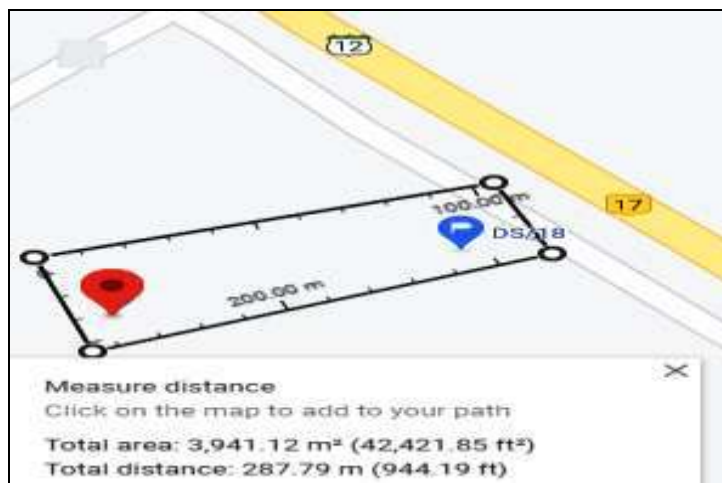 12
17
100.00 m
DS/18
200.00 m
Measure distance
Click on the map to add to your path
Total area: 3,941.12 m² (42,421.85 ft²)
Total distance: 287.79 m (944.19 ft)